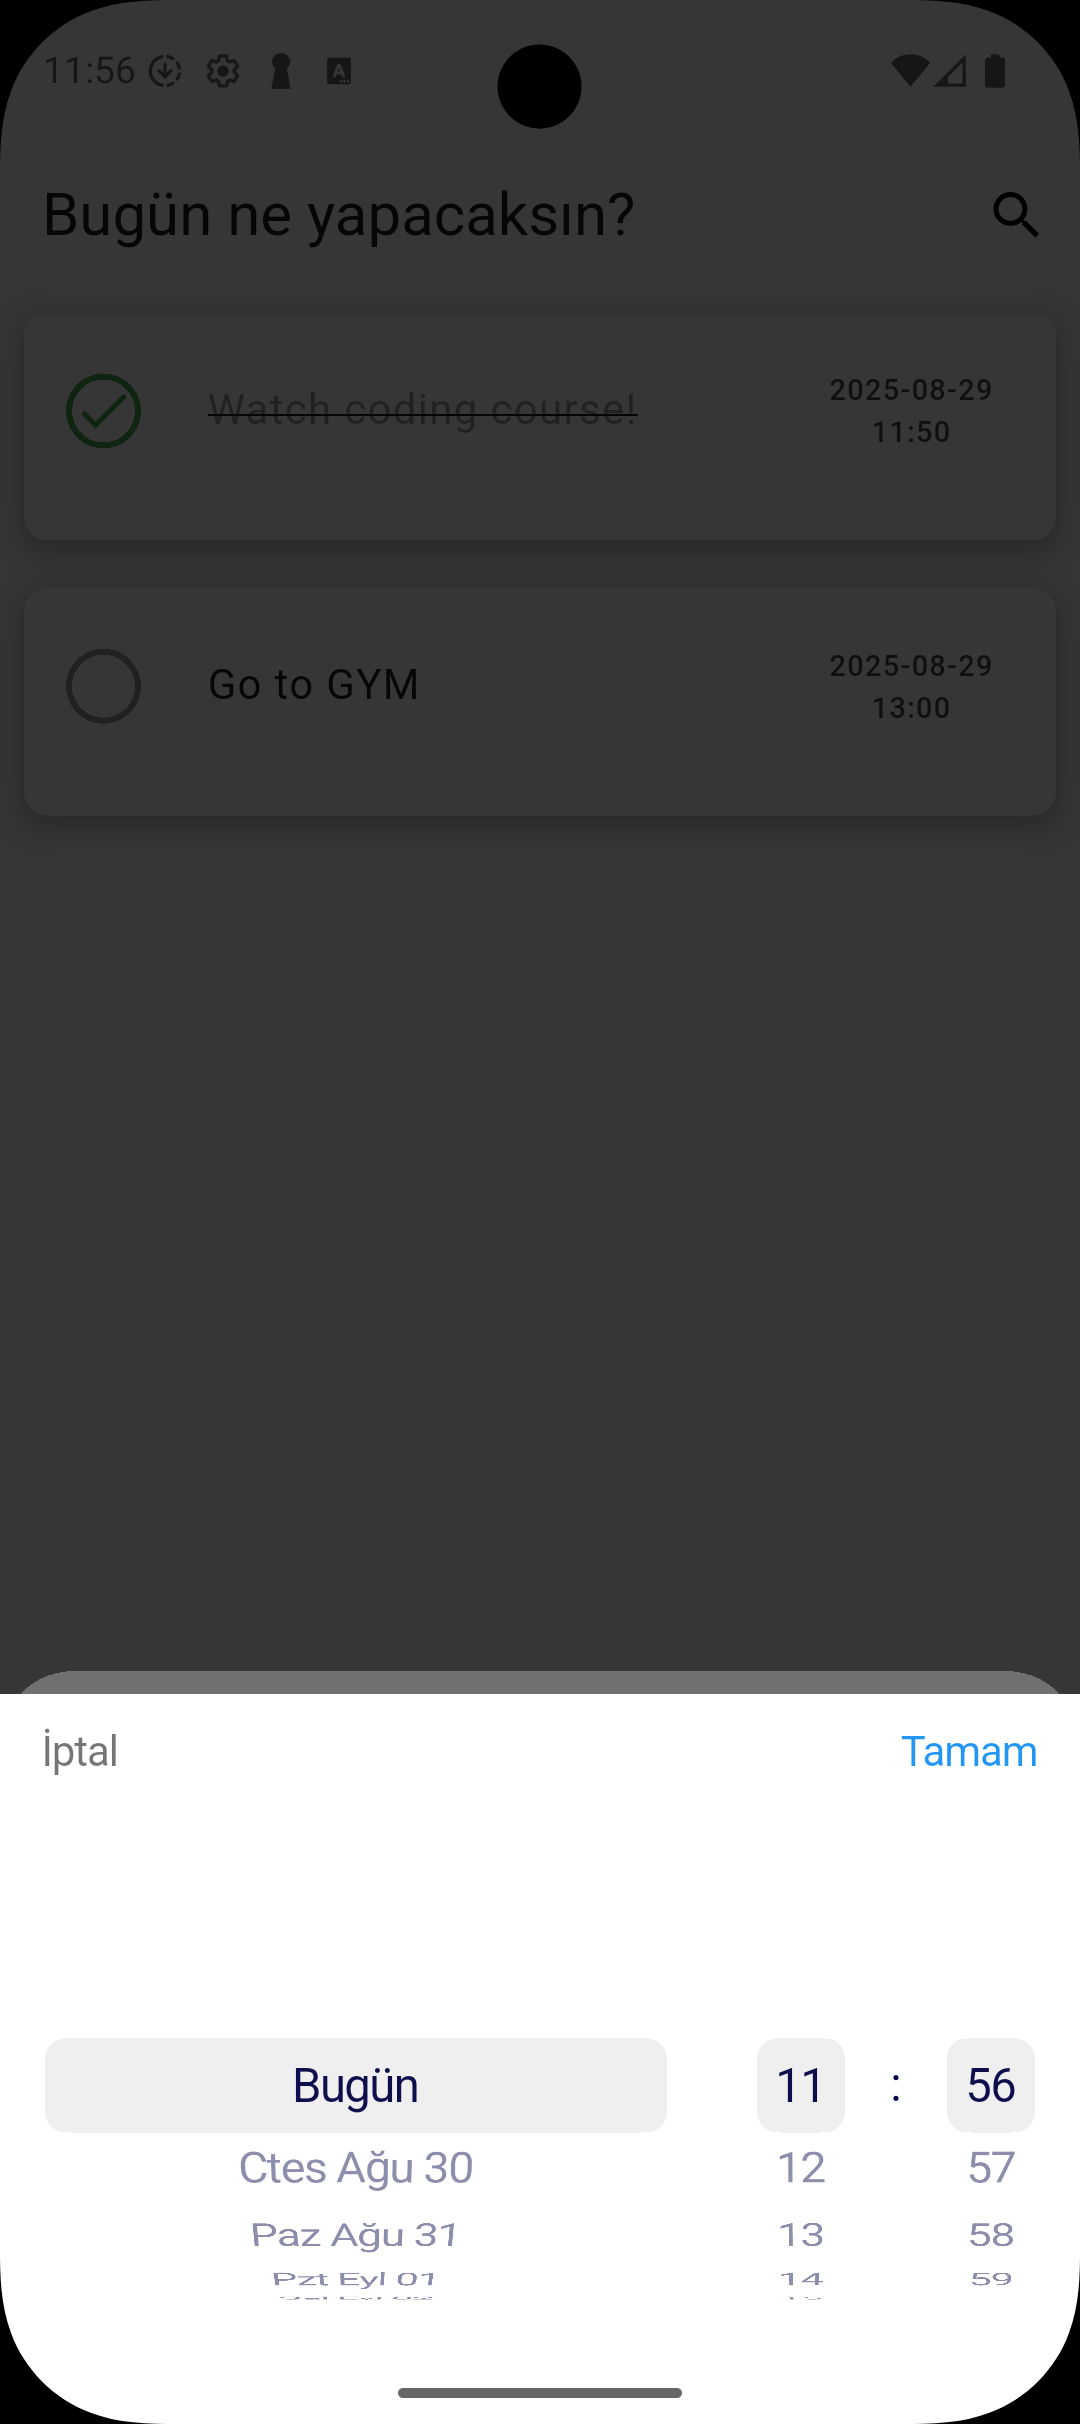 11:56
Bugün ne yapacaksın?
Watch coding course!
2025-08-29
11:50
Go to GYM
2025-08-29
13:00
İptal
Tamam
Bugün 11 : 56
Ctes Ağu 30 12 57
Paz Ağu 31 13 58
Pzt Eyl 01 14 59